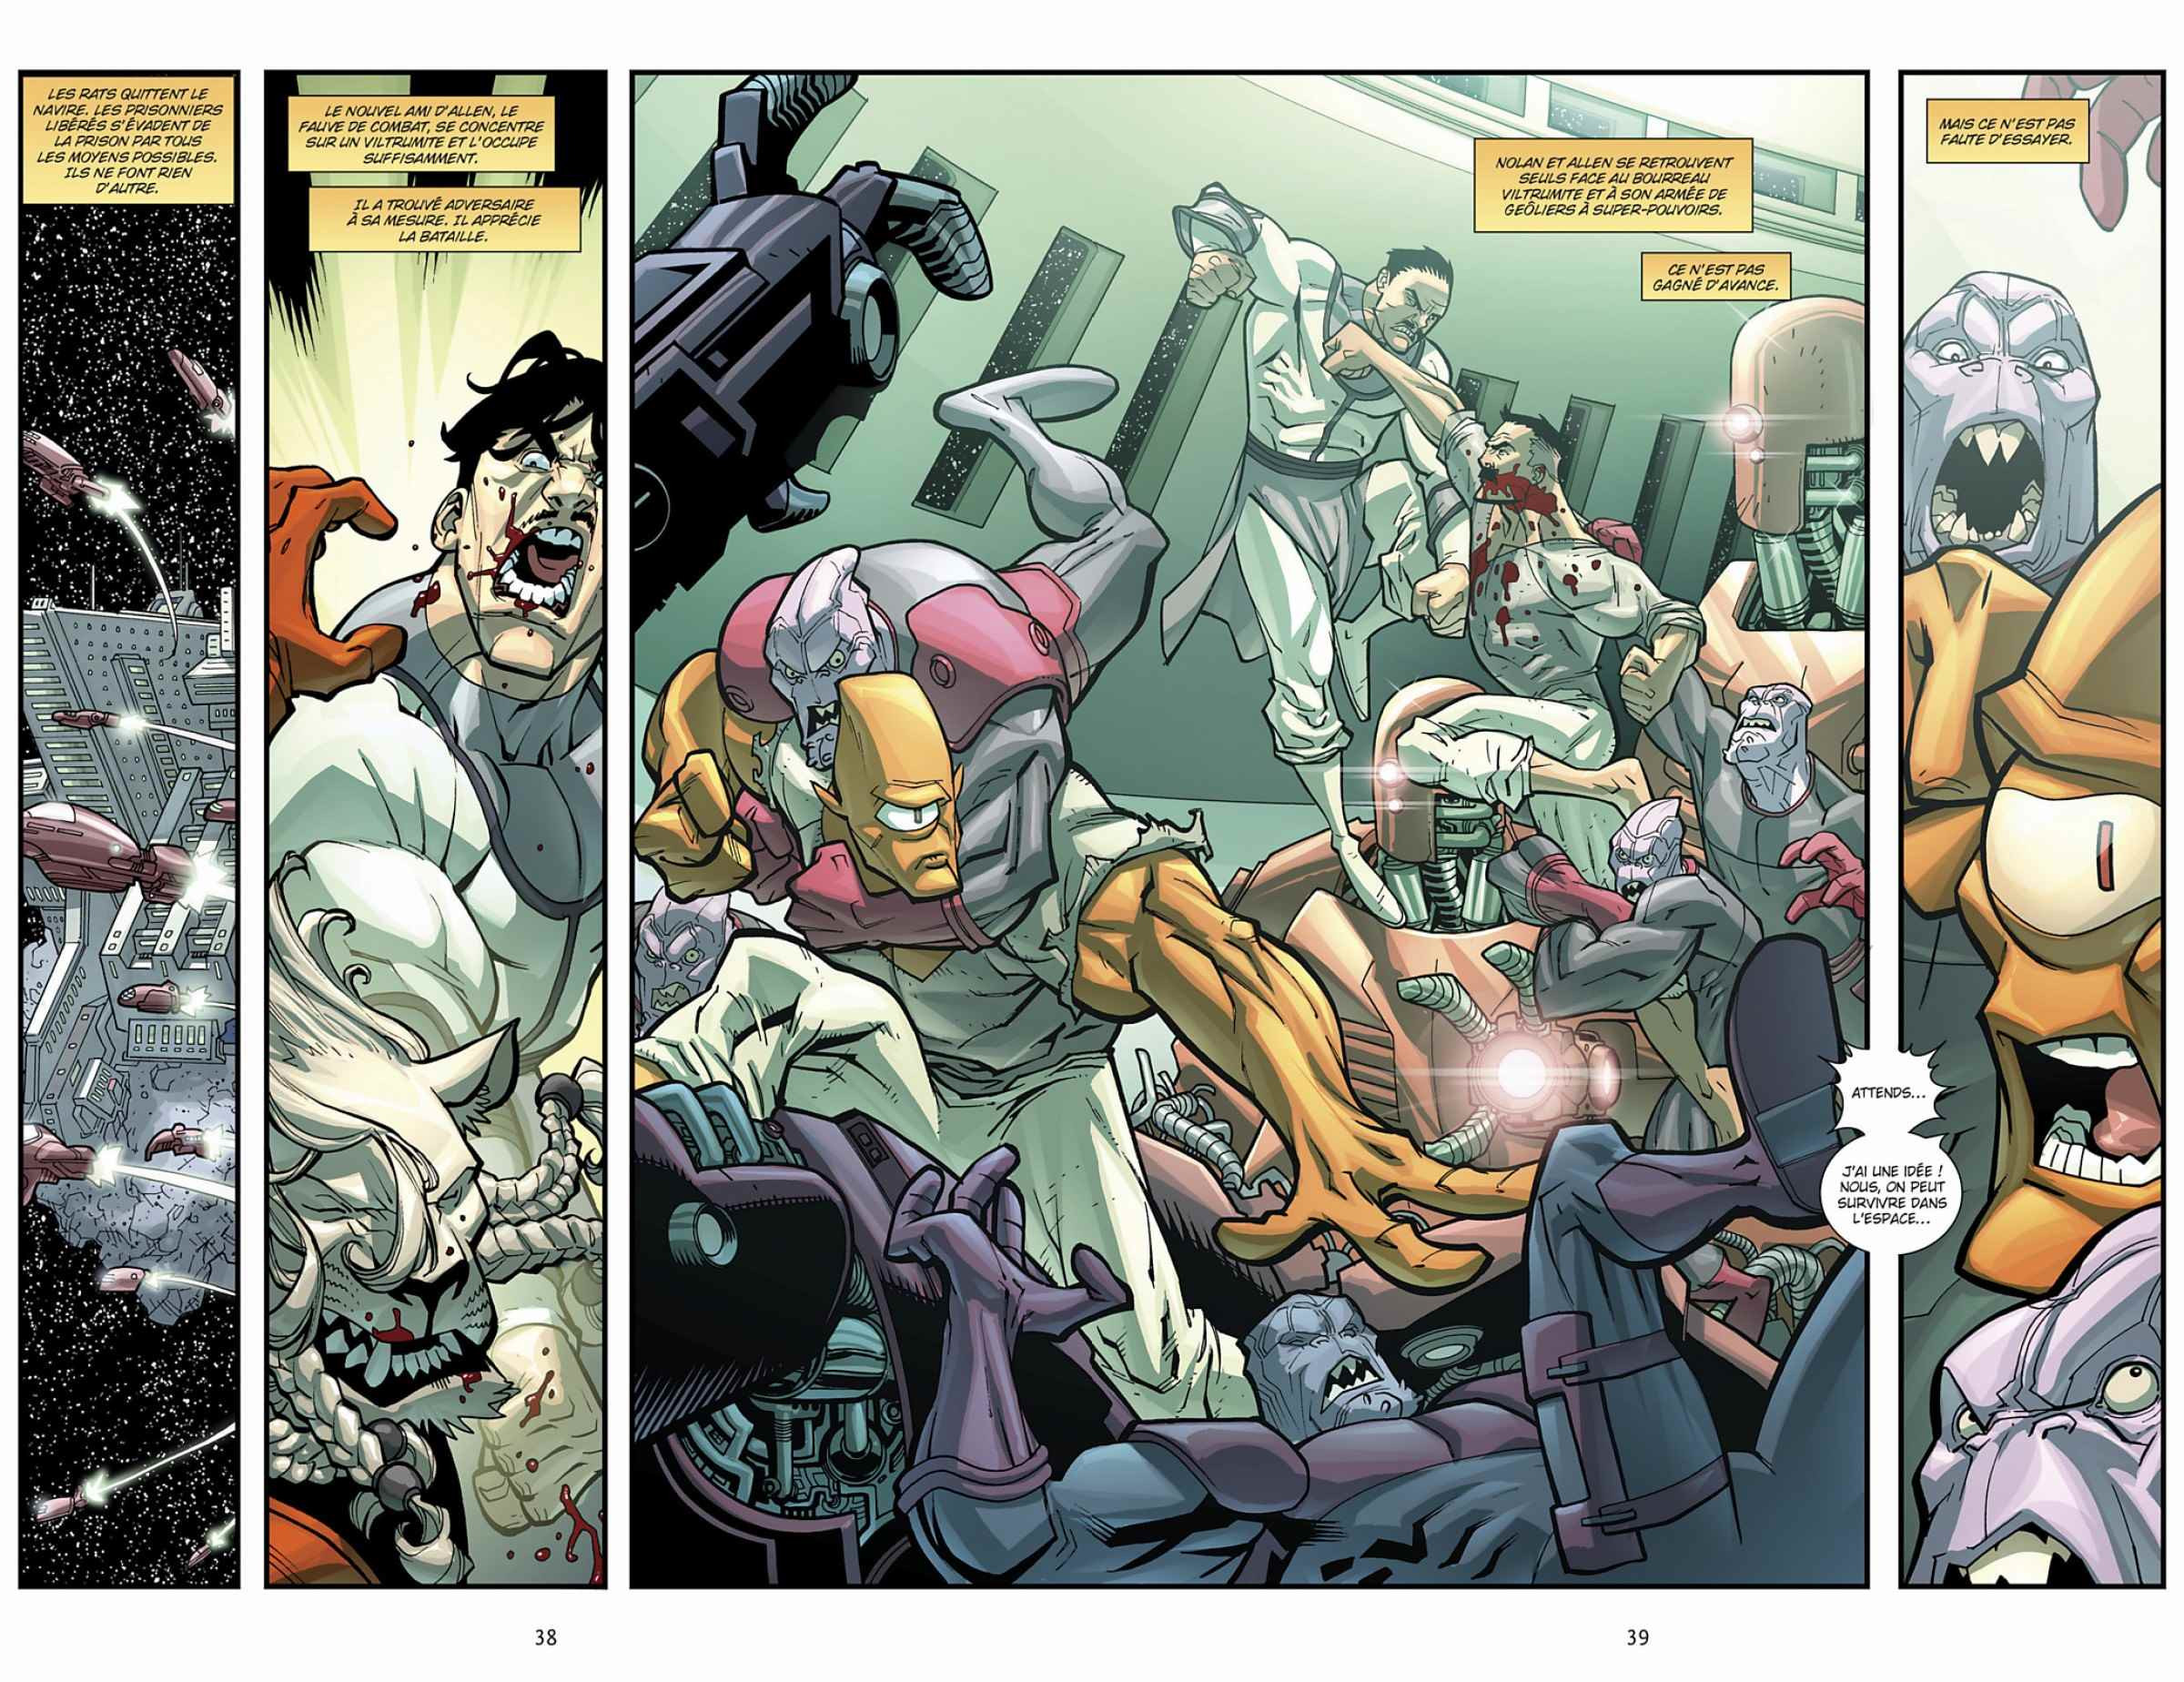 LES RATS QUITTENT LE
NAVIRE. LES PRISONNIERS
LIBÉRÉS S'ÉVADENT DE
LA PRISON PAR TOUS
LES MOYENS POSSIBLES.
ILS NE FONT RIEN
D'AUTRE.
LE NOUVEL AMI D'ALLEN, LE
FAUVE DE COMBAT, SE CONCENTRE
SUR UN VILTRUMITE ET L'OCCUPE
SUFFISAMMENT.
IL A TROUVÉ ADVERSAIRE
À SA MESURE. IL APPRÉCIE
LA BATAILLE.
NOLAN ET ALLEN SE RETROUVENT
SEULS FACE AU BOURREAU
VILTRUMITE ET À SON ARMÉE DE
GEÔLIERS À SUPER-POUVOIRS.
CE N'EST PAS
GAGNÉ D'AVANCE.
MAIS CE N'EST PAS
FAUTE D'ESSAYER.
ATTENDS...
J'AI UNE IDÉE !
NOUS, ON PEUT
SURVIVRE DANS
L'ESPACE...
38
39